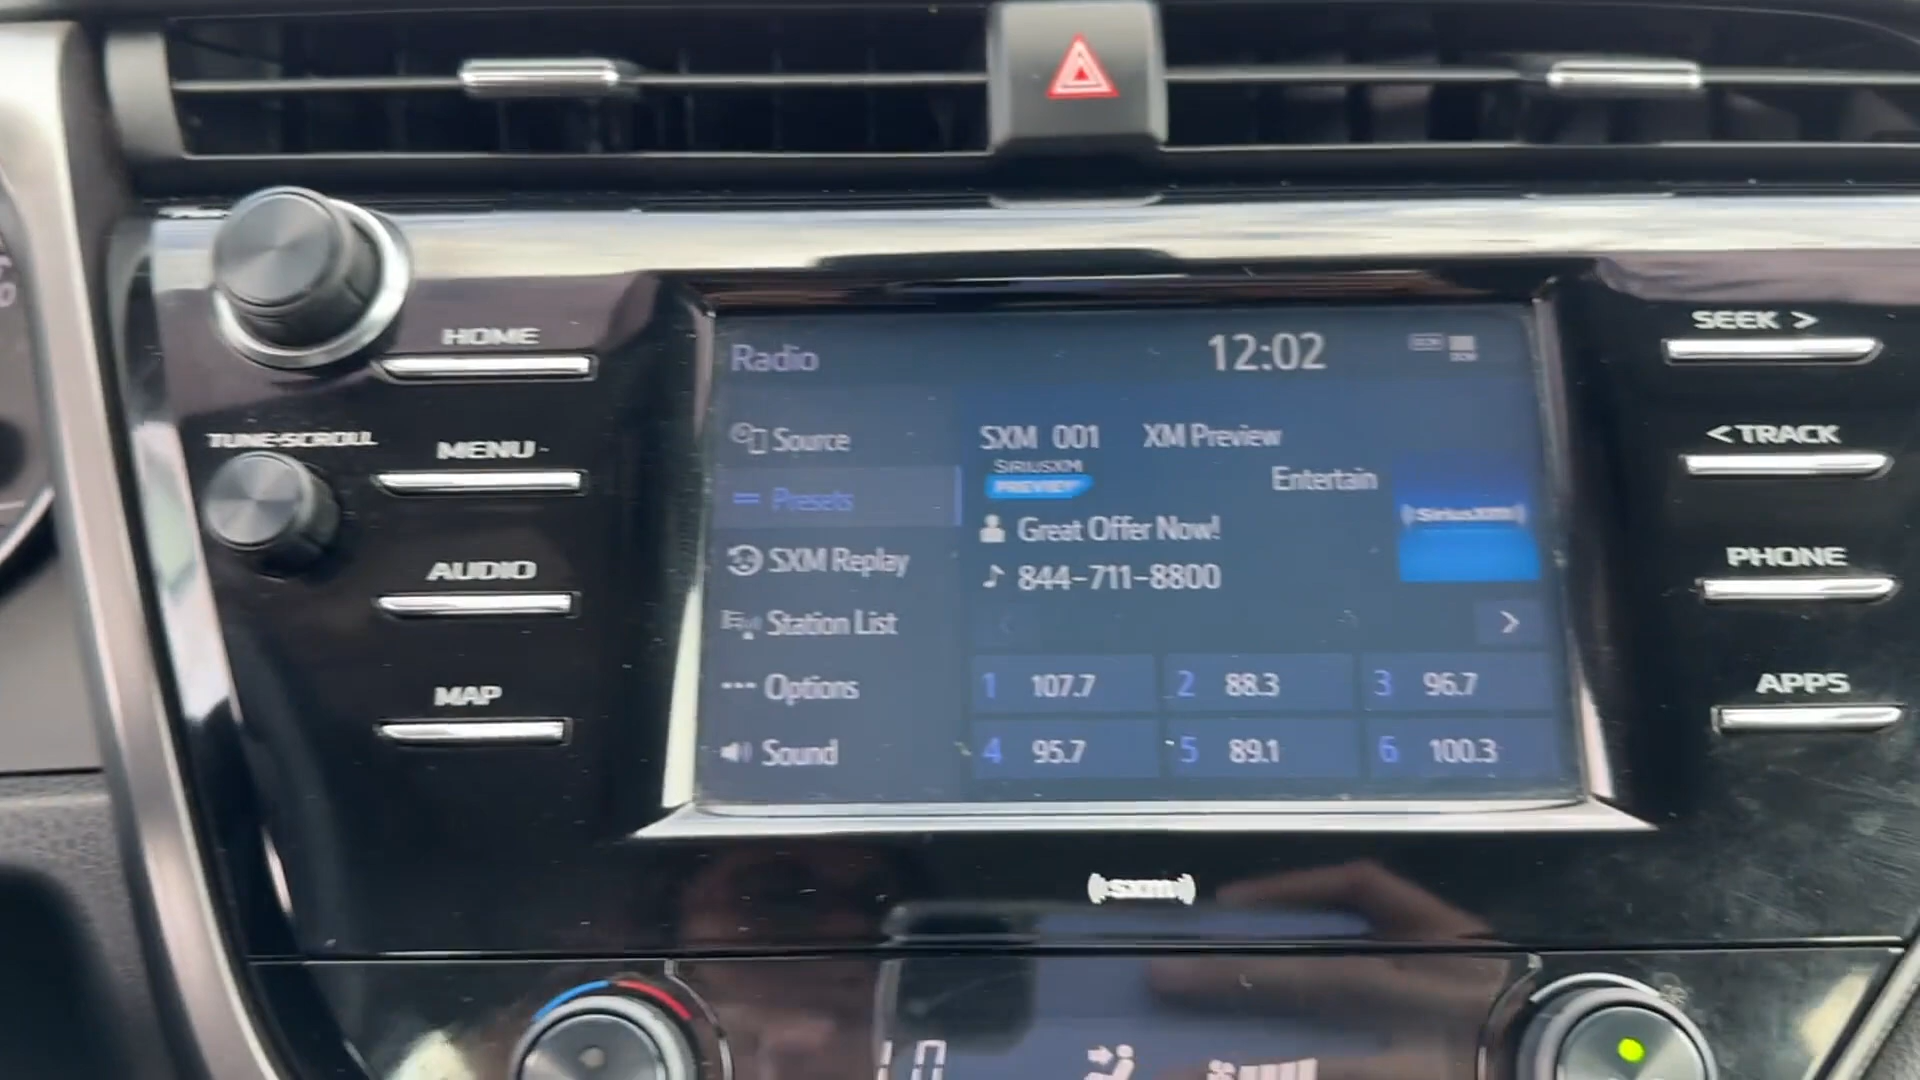 HOME
TUNE·SCROLL
MENU
AUDIO
MAP
Radio
12:02
Source
Presets
SXM Replay
Station List
Options
Sound
SXM 001 XM Preview
SIRIUSXM
PREVIEW
Entertain
(SiriusXM)
Great Offer Now!
844-711-8800
>
1 107.7
2 88.3
3 96.7
4 95.7
5 89.1
6 100.3
SEEK >
< TRACK
PHONE
APPS
((sxm))